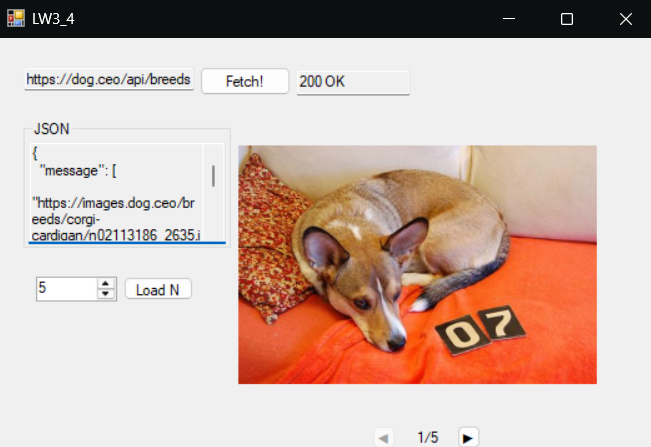 LW3_4
https://dog.ceo/api/breeds
Fetch!
200 OK
JSON
{
"message": [
"https://images.dog.ceo/br
eeds/corgi-
cardigan/n02113186_2635.j
07
5
Load N
1/5